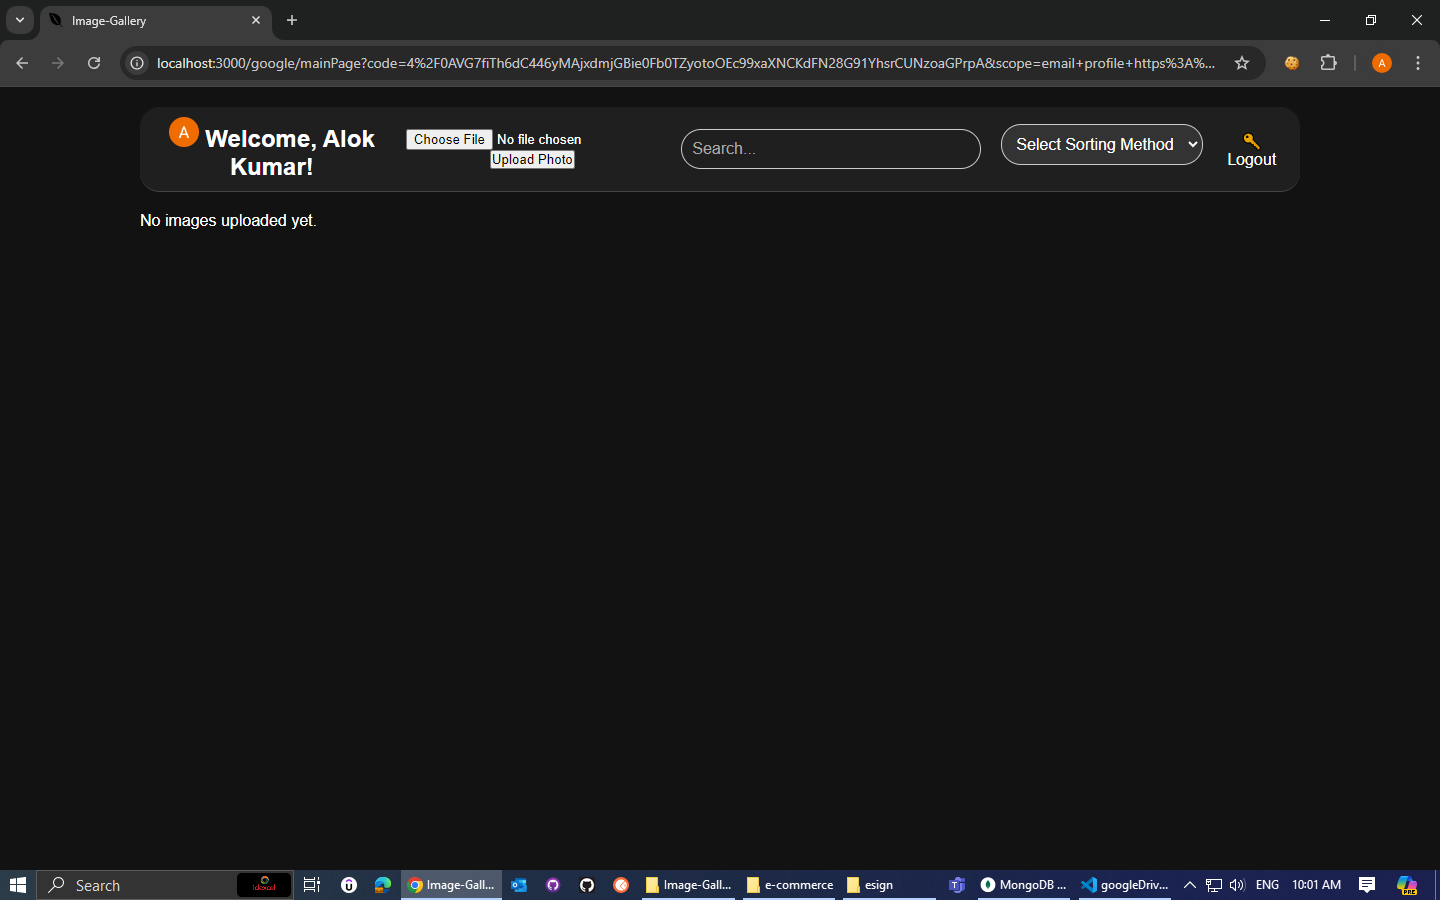 Image-Gallery
localhost:3000/google/mainPage?code=4%2F0AVG7fiTh6dC446yMAjxdmjGBie0Fb0TZyotoOEc99xaXNCKdFN28G91YhsrCUNzoaGPrpA&scope=email+profile+https%3A%...
A
A
Welcome, Alok
Kumar!
Choose File No file chosen
Upload Photo
Search...
Select Sorting Method
Logout
No images uploaded yet.
Search
Image-Gall...
Image-Gall...
e-commerce
esign
MongoDB ...
googleDriv...
ENG
10:01 AM
PRE